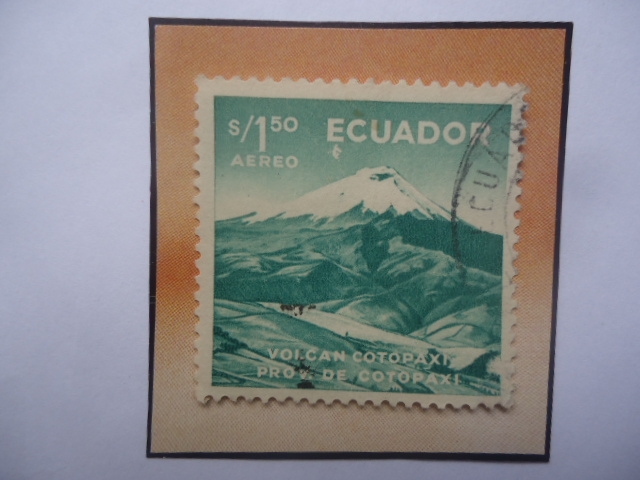 S/1.50 ECUADOR
AEREO
VOLCAN COTOPAXI
PROV. DE COTOPAXI